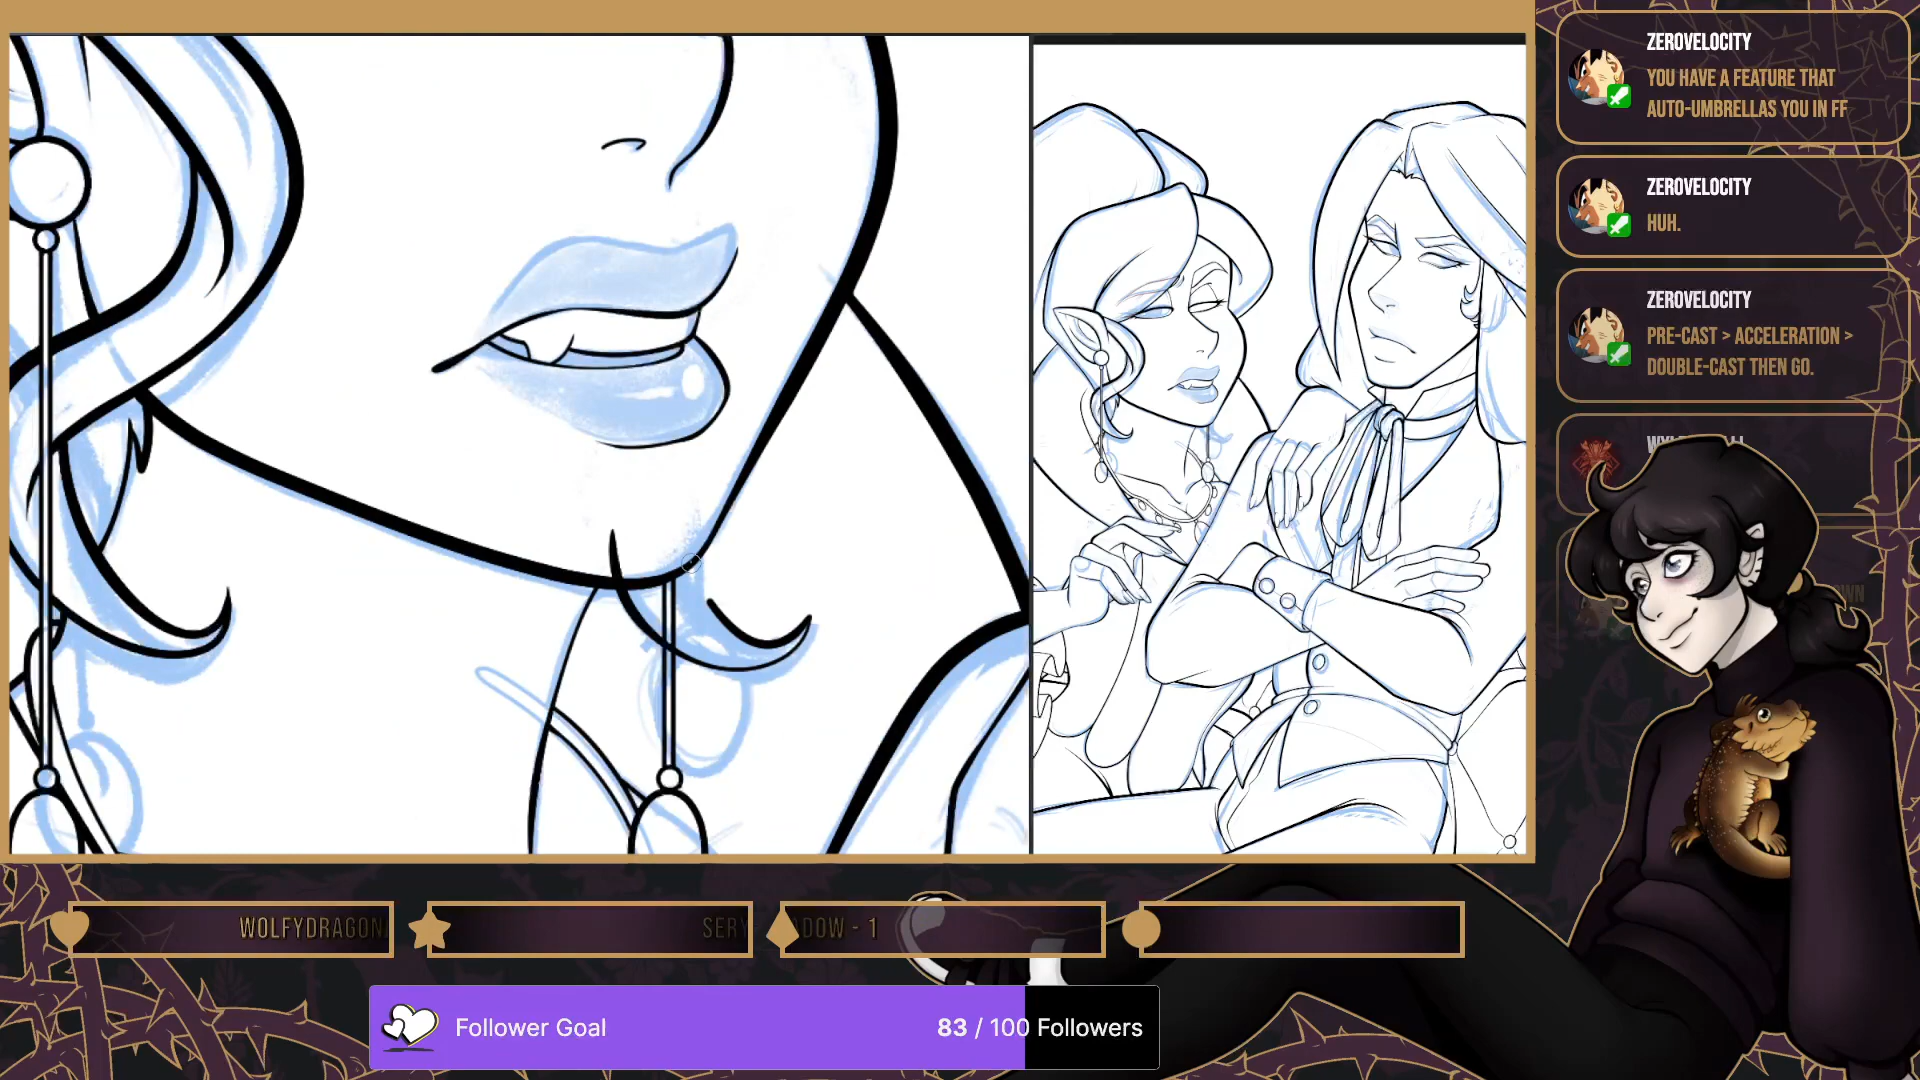 ZEROVELOCITY
YOU HAVE A FEATURE THAT
AUTO-UMBRELLAS YOU IN FF
ZEROVELOCITY
HUH.
ZEROVELOCITY
PRE-CAST > ACCELERATION >
DOUBLE-CAST THEN GO.
WOLFYDRAGON
SERY
DOW - 1
Follower Goal
83 / 100 Followers